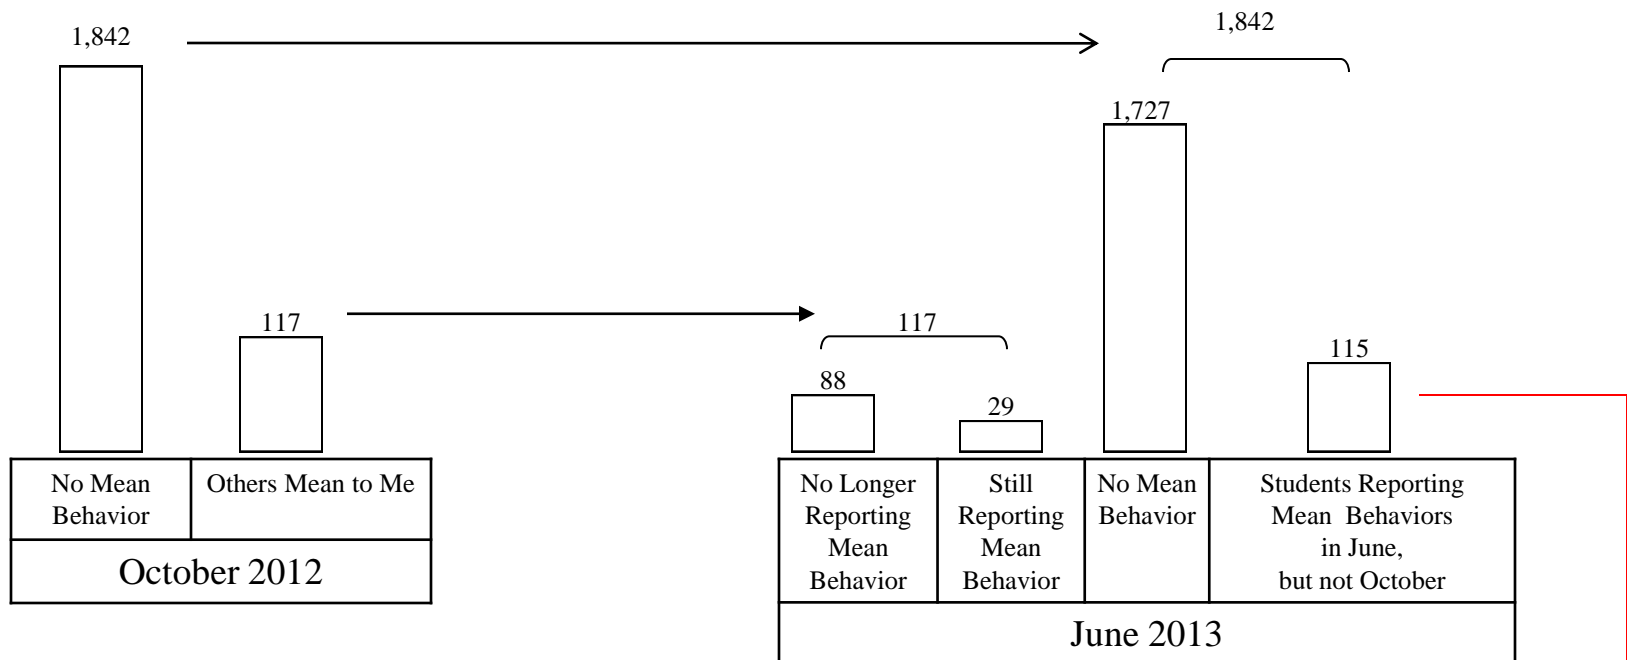 1,842
1,842
1,727
117
117
115
88
29
No Mean
Behavior
Others Mean to Me
October 2012
No Longer
Reporting
Mean
Behavior
Still
Reporting
Mean
Behavior
No Mean
Behavior
Students Reporting
Mean Behaviors
in June,
but not October
June 2013